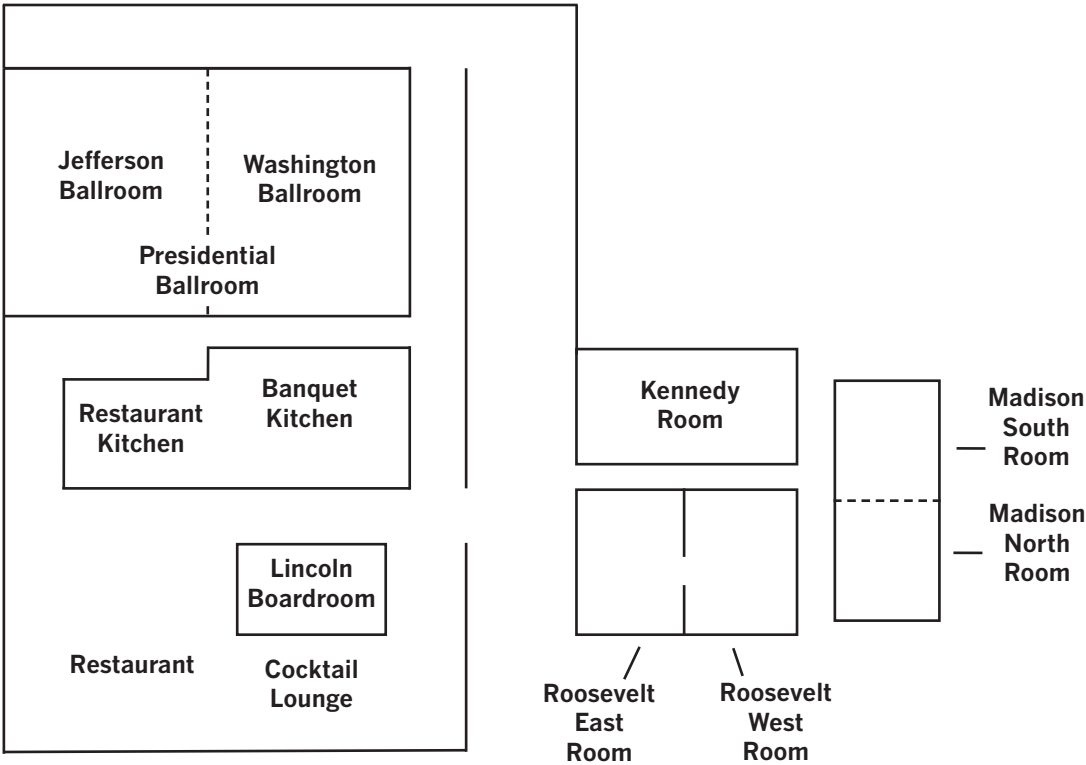 Jefferson
Ballroom
Washington
Ballroom
Presidential
Ballroom
Restaurant
Kitchen
Banquet
Kitchen
Kennedy
Room
Madison
South
Room
Madison
North
Room
Lincoln
Boardroom
Restaurant
Cocktail
Lounge
Roosevelt
East
Room
Roosevelt
West
Room